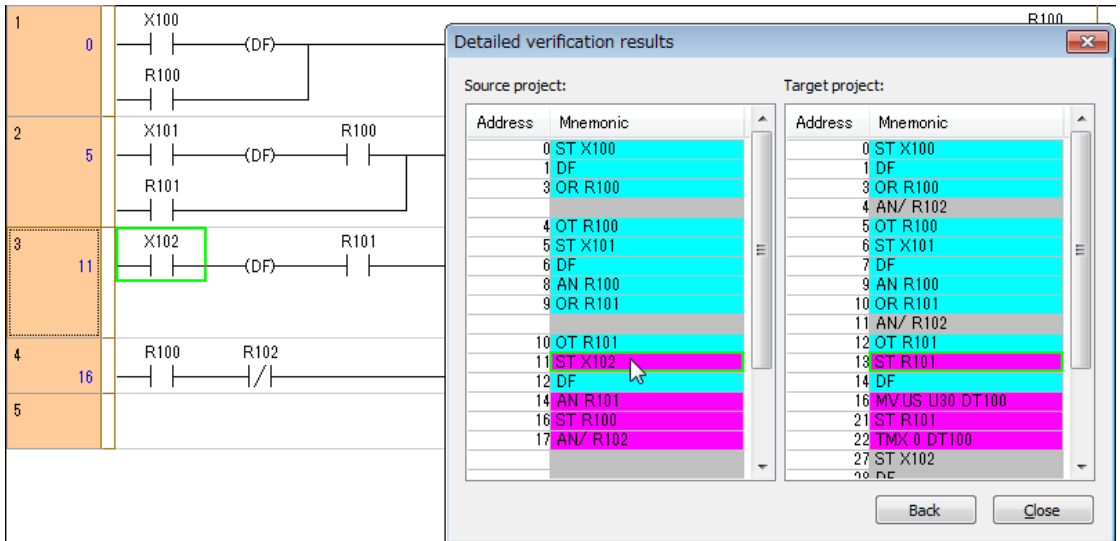 1
0
X100
(DF)
R100
R100
2
5
X101
(DF)
R100
R101
3
11
X102
(DF)
R101
4
16
R100
R102
5
Detailed verification results
Source project:
Target project:
Address Mnemonic
0 ST X100
1 DF
3 OR R100
4 OT R100
5 ST X101
6 DF
8 AN R100
9 OR R101
10 OT R101
11 ST X102
12 DF
14 AN R101
16 ST R100
17 AN/ R102
Address Mnemonic
0 ST X100
1 DF
3 OR R100
4 AN/ R102
5 OT R100
6 ST X101
7 DF
9 AN R100
10 OR R101
11 AN/ R102
12 OT R101
13 ST R101
14 DF
16 MV.US U30 DT100
21 ST R101
22 TMX 0 DT100
27 ST X102
28 DF
Back
Close